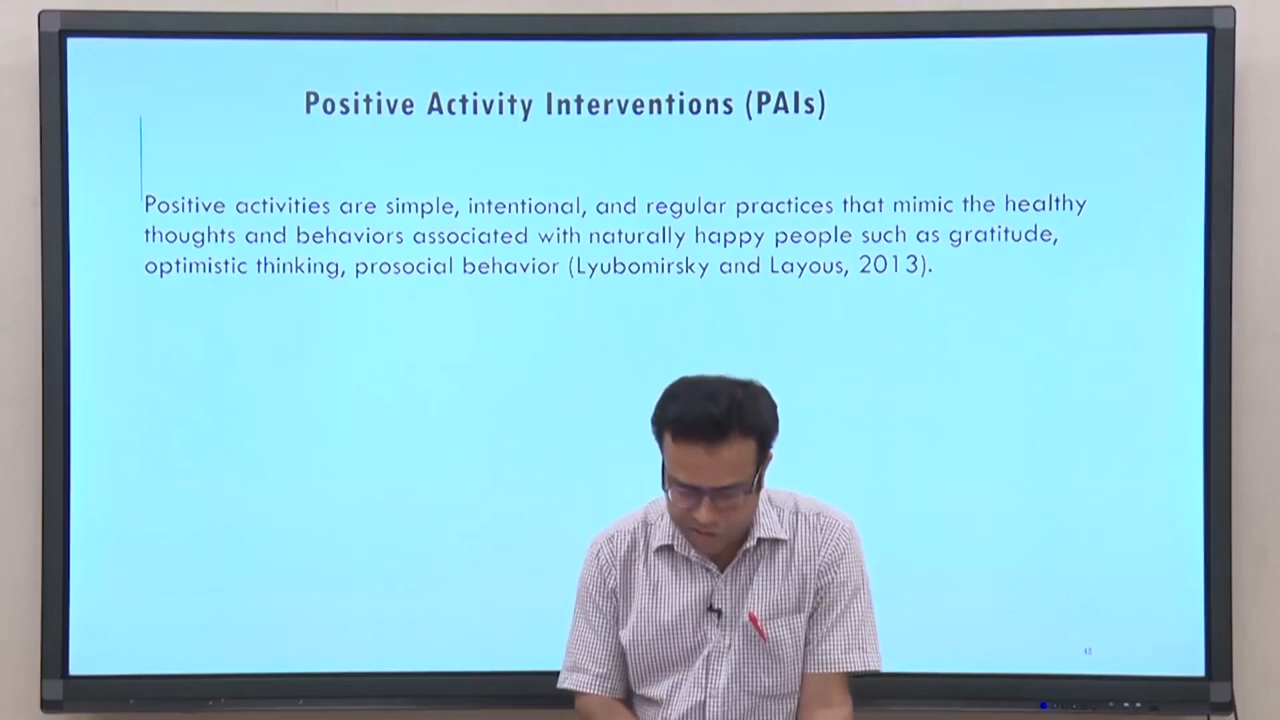 Positive Activity Interventions (PAIs)
Positive activities are simple, intentional, and regular practices that mimic the healthy
thoughts and behaviors associated with naturally happy people such as gratitude,
optimistic thinking, prosocial behavior (Lyubomirsky and Layous, 2013).